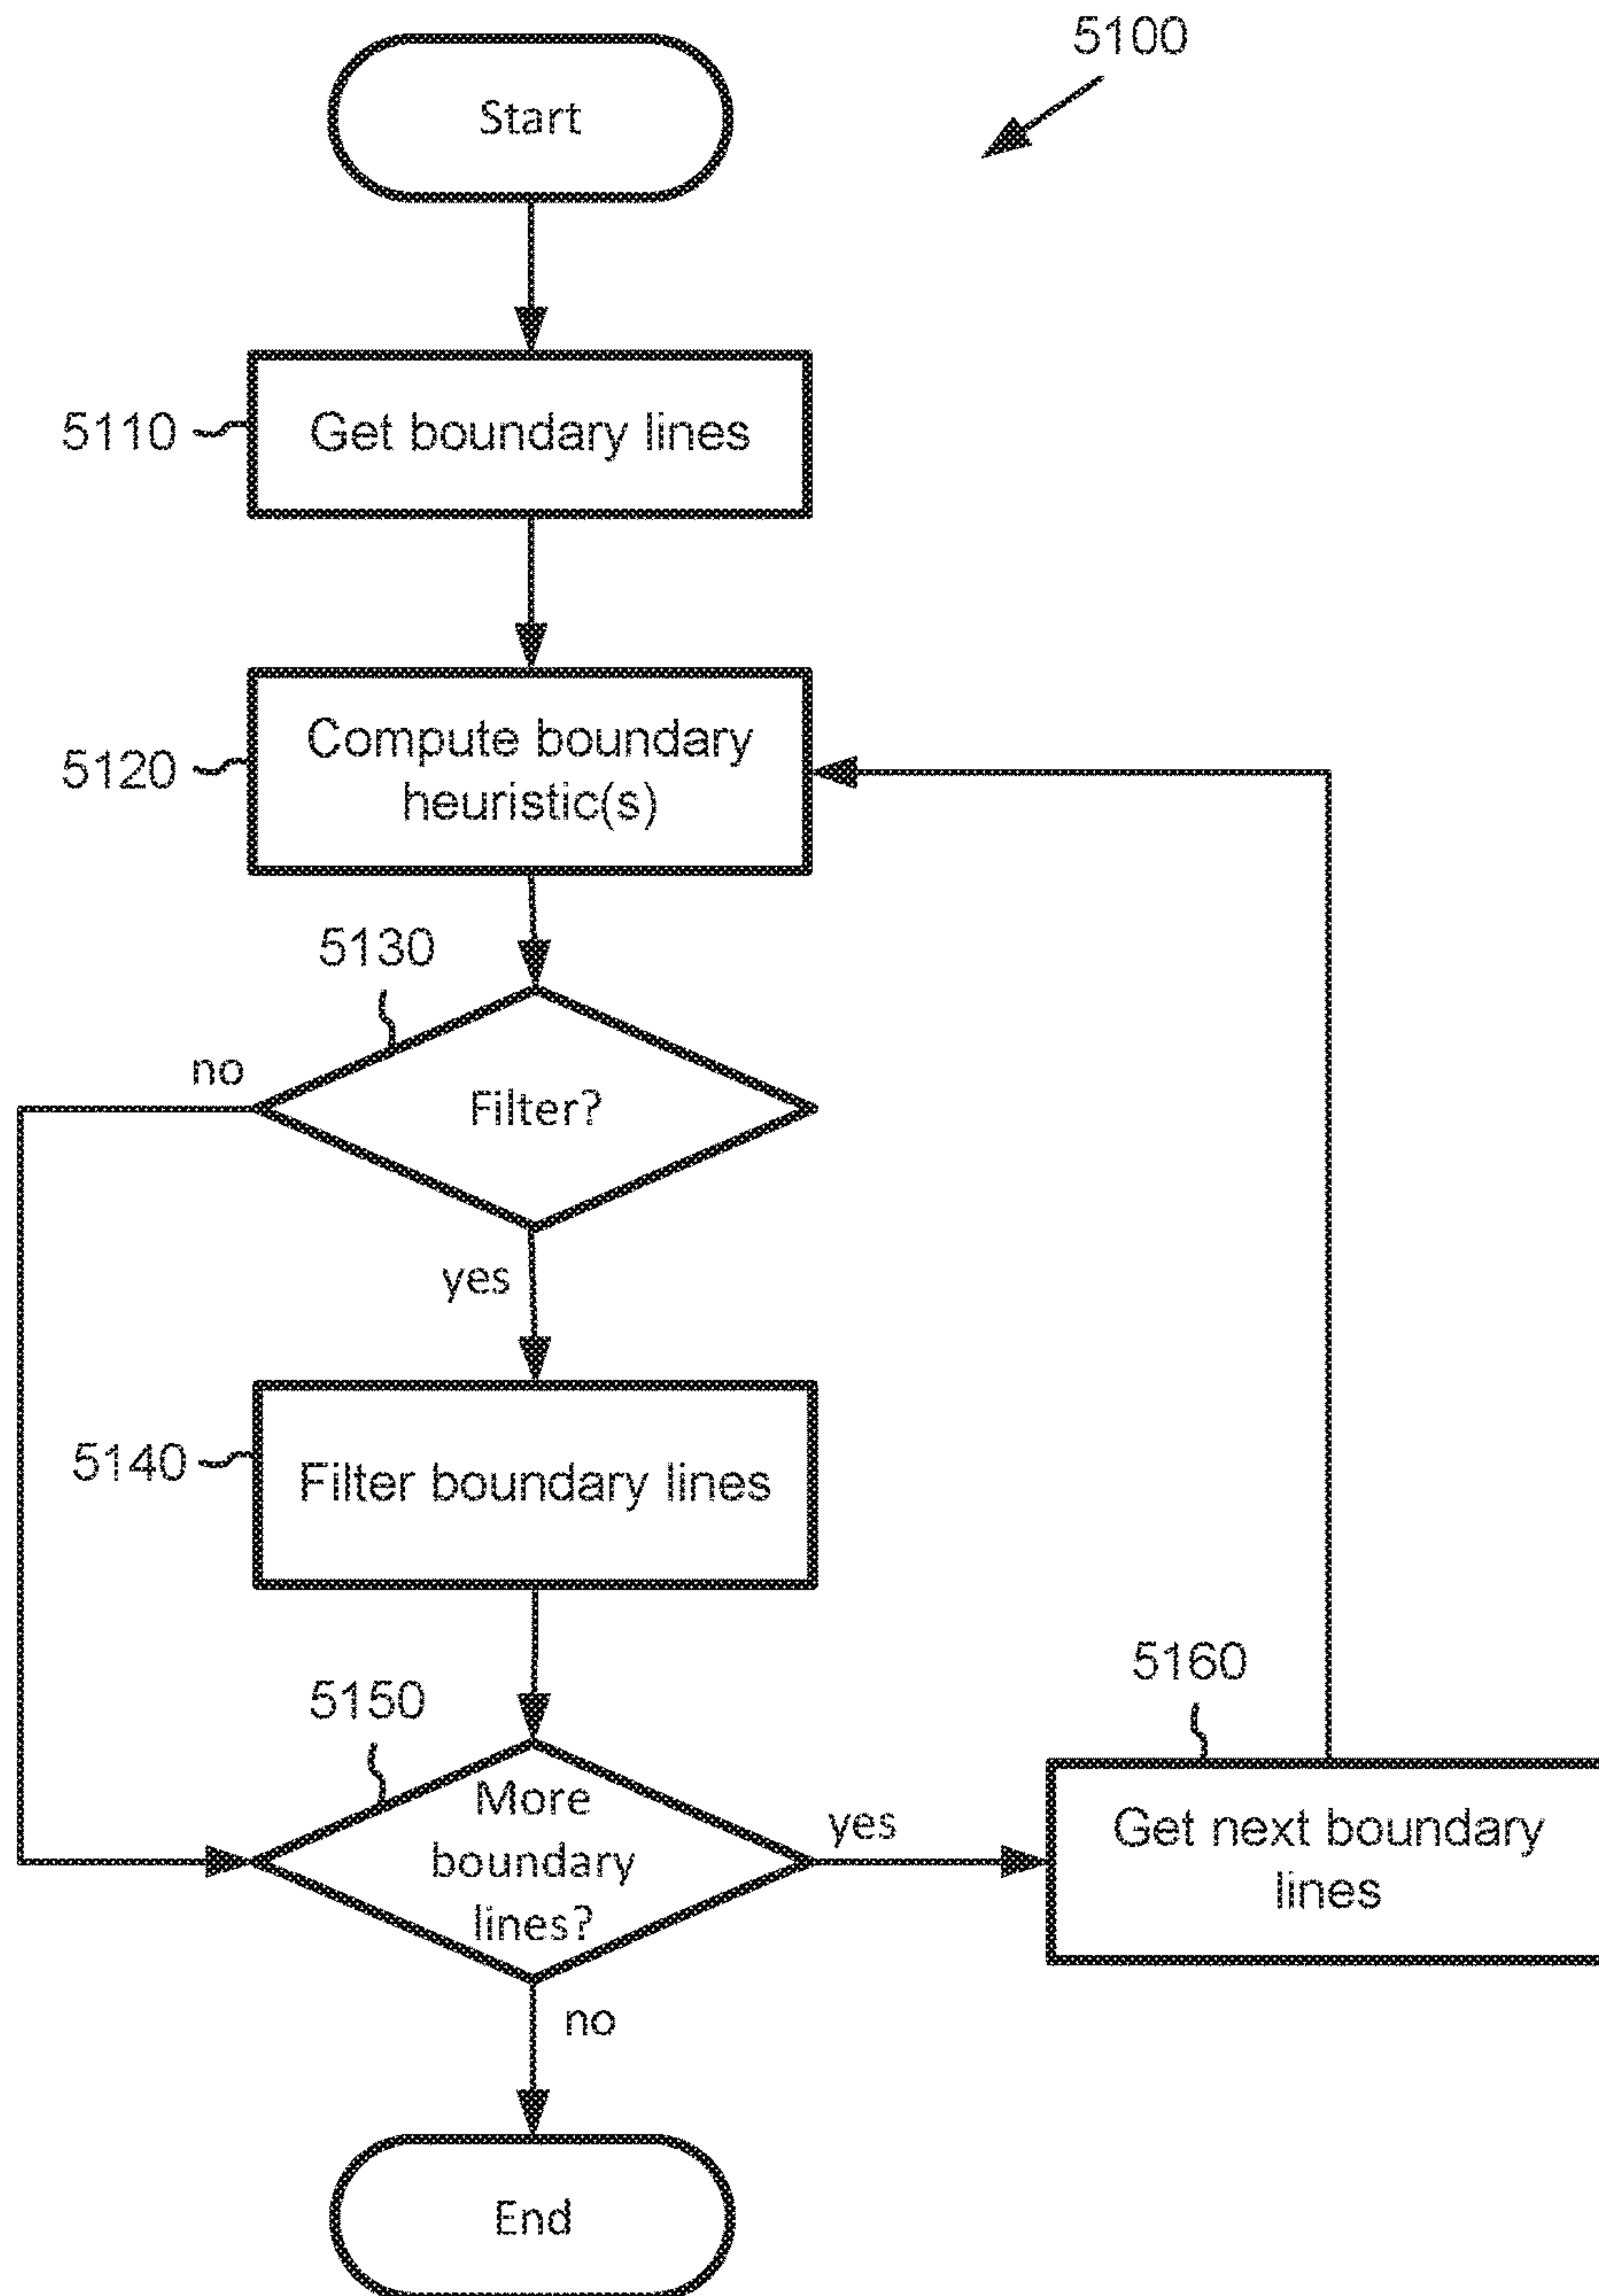 5100
Start
5110
Get boundary lines
5120
Compute boundary
heuristic(s)
5130
no
Filter?
yes
5140
Filter boundary lines
5150
More
boundary
lines?
yes
5160
Get next boundary
lines
no
End